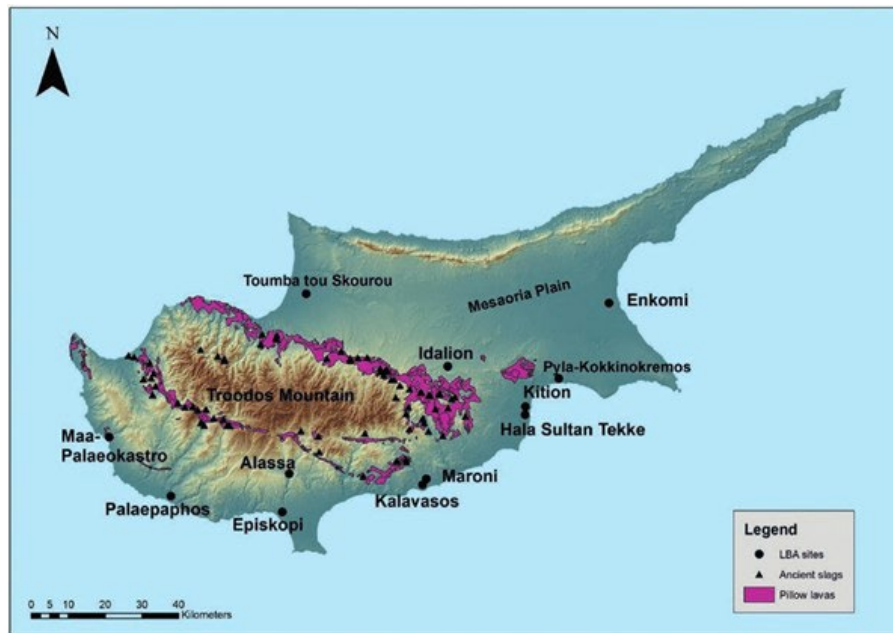 N
Toumba tou Skourou
Mesaoria Plain
Enkomi
Idalion
Pyla-Kokkinokremos
Troodos Mountain
Kition
Hala Sultan Tekke
Maa-
Palaeokastro
Alassa
Maroni
Kalavasos
Palaepaphos
Episkopi
Legend
LBA sites
Ancient slags
Pillow lavas
0 5 10 20 30 40
Kilometers